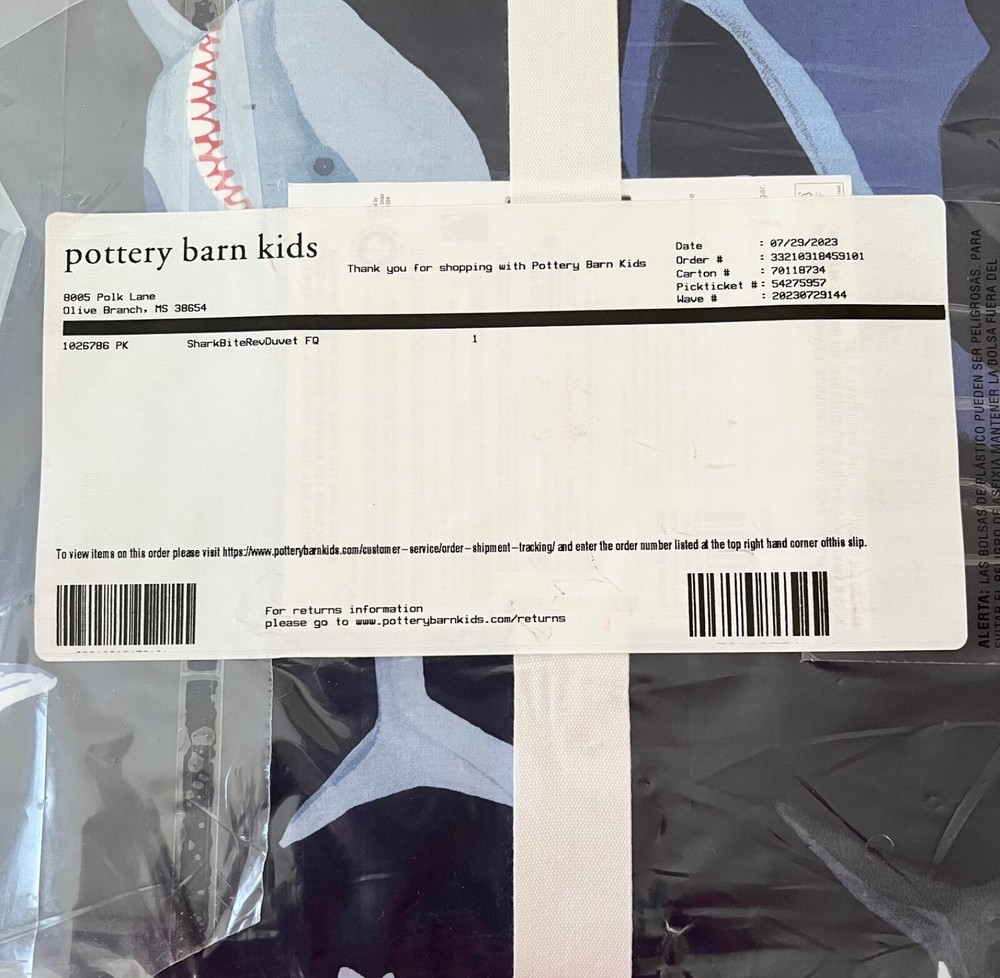 pottery barn kids
8005 Polk Lane
Olive Branch, MS 38654
Thank you for shopping with Pottery Barn Kids
Date : 07/29/2023
Order # : 33210318459101
Carton # : 70118734
Pickticket # : 54275957
Wave # : 20230729144
1026786 PK SharkBiteRevDuvet FQ 1
To view items on this order please visit https://www.potterybarnkids.com/customer-service/order-shipment-tracking/ and enter the order number listed at the top right hand corner ofthis slip.
For returns information
please go to www.potterybarnkids.com/returns
ALERTA: LAS BOLSAS DE PLÁSTICO PUEDEN SER PELIGROSAS. PARA
EL PELIGRO DE ASFIXIA MANTENER LA BOLSA FUERA DEL